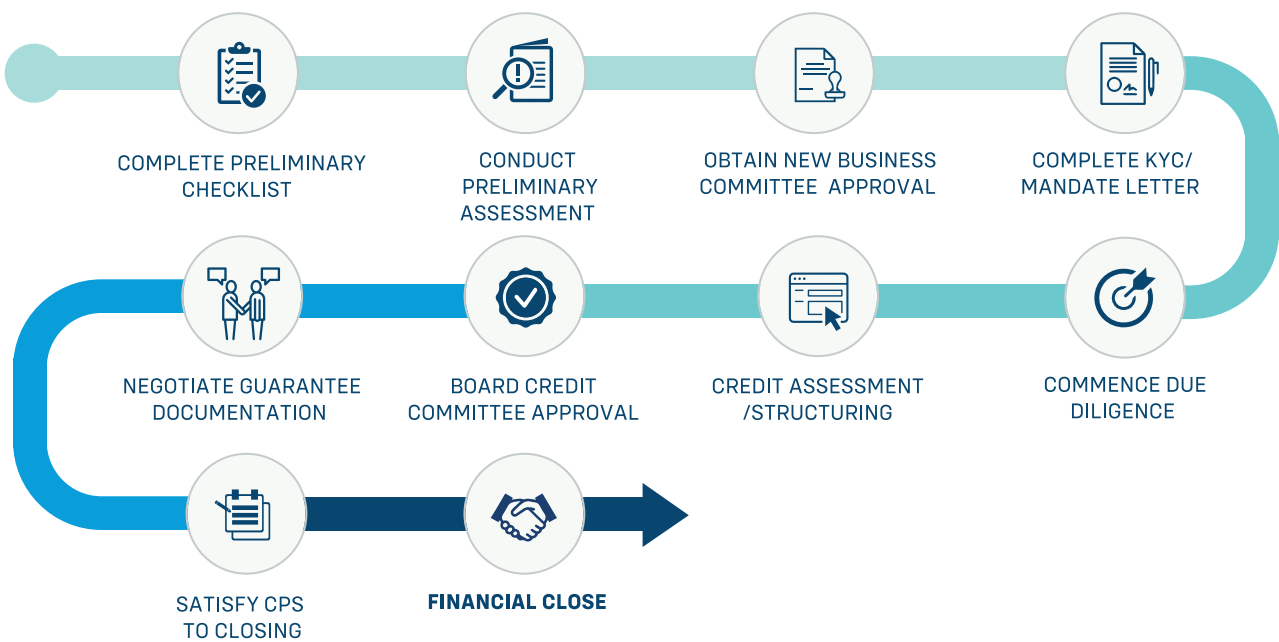 COMPLETE PRELIMINARY
CHECKLIST
CONDUCT
PRELIMINARY
ASSESSMENT
OBTAIN NEW BUSINESS
COMMITTEE APPROVAL
COMPLETE KYC/
MANDATE LETTER
COMMENCE DUE
DILIGENCE
CREDIT ASSESSMENT
/STRUCTURING
BOARD CREDIT
COMMITTEE APPROVAL
NEGOTIATE GUARANTEE
DOCUMENTATION
SATISFY CPS
TO CLOSING
FINANCIAL CLOSE